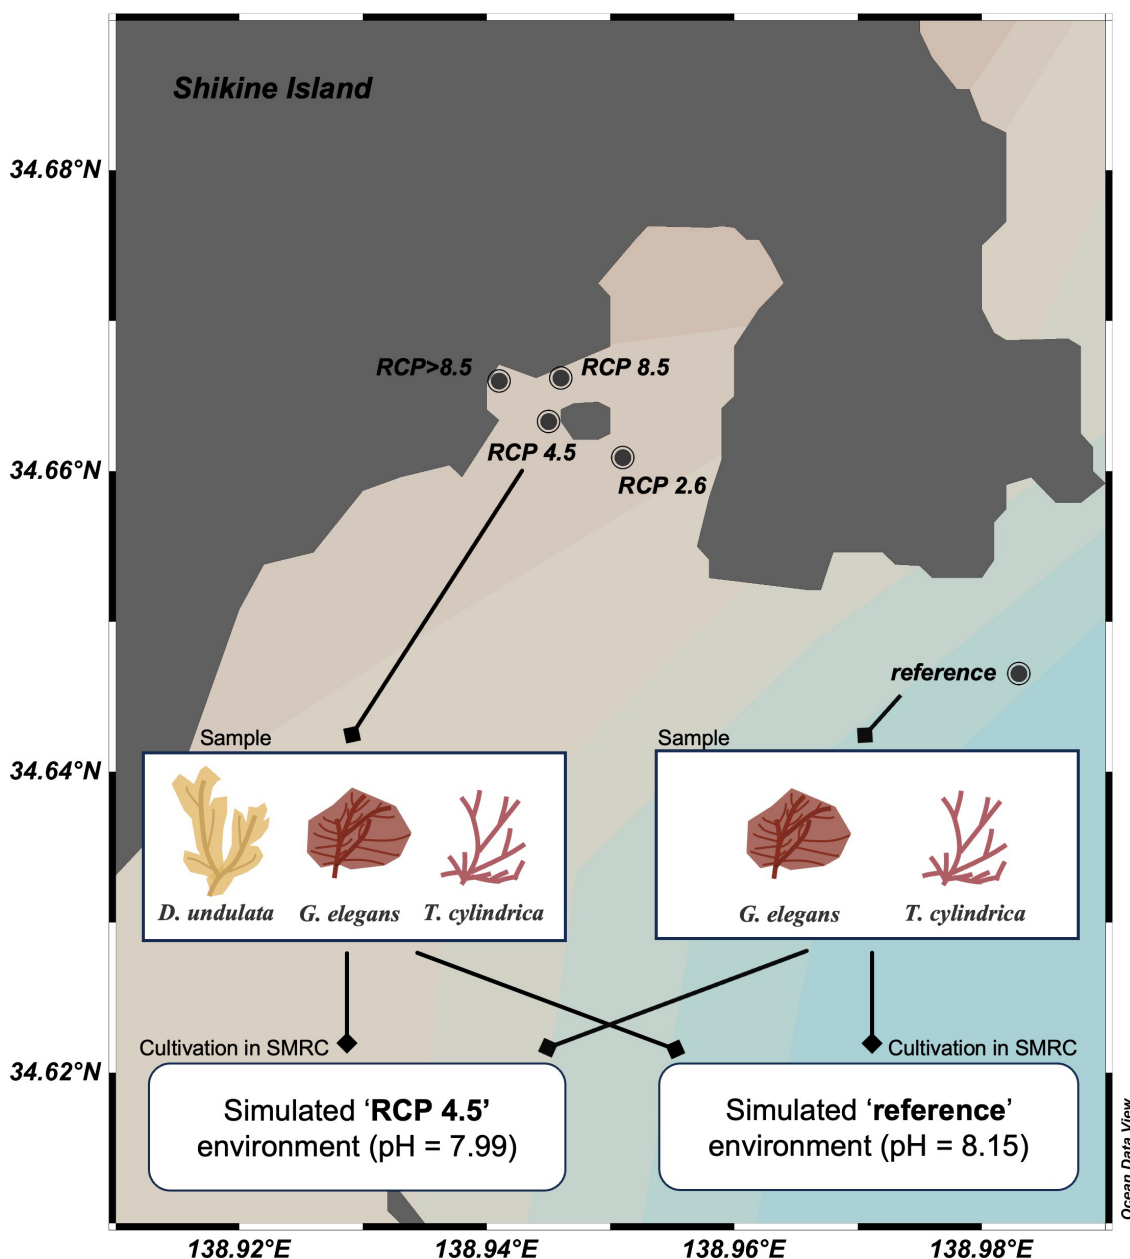 Shikine Island
34.68°N
RCP>8.5
RCP 8.5
RCP 4.5
34.66°N
RCP 2.6
reference
Sample
Sample
34.64°N
D. undulata
G. elegans
T. cylindrica
G. elegans
T. cylindrica
Cultivation in SMRC
Cultivation in SMRC
34.62°N
Simulated ‘RCP 4.5’
environment (pH = 7.99)
Simulated ‘reference’
environment (pH = 8.15)
Ocean Data View
138.92°E
138.94°E
138.96°E
138.98°E